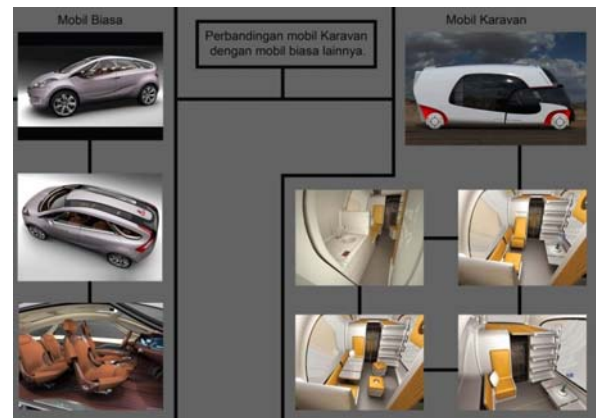 Mobil Biasa
Perbandingan mobil Karavan
dengan mobil biasa lainnya.
Mobil Karavan